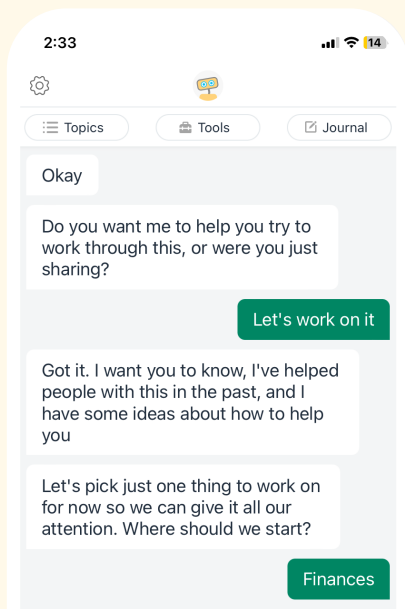 2:33
14
Topics
Tools
Journal
Okay
Do you want me to help you try to
work through this, or were you just
sharing?
Let's work on it
Got it. I want you to know, I've helped
people with this in the past, and I
have some ideas about how to help
you
Let's pick just one thing to work on
for now so we can give it all our
attention. Where should we start?
Finances